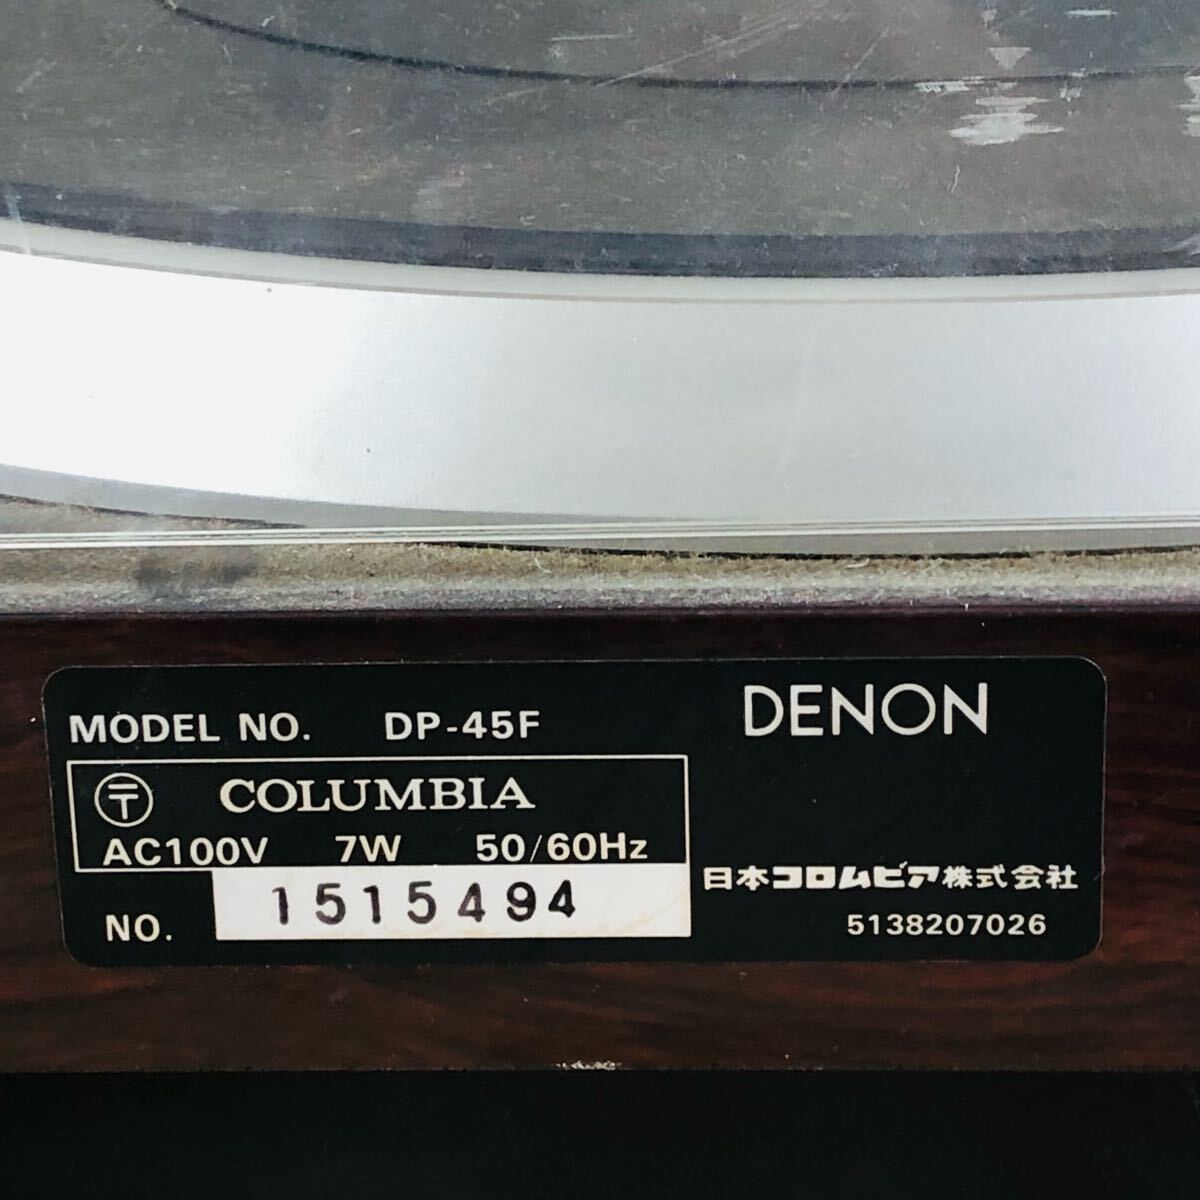 MODEL NO. DP-45F
DENON
〒 COLUMBIA
AC100V 7W 50/60Hz
NO. 1515494
日本コロムビア株式会社
5138207026